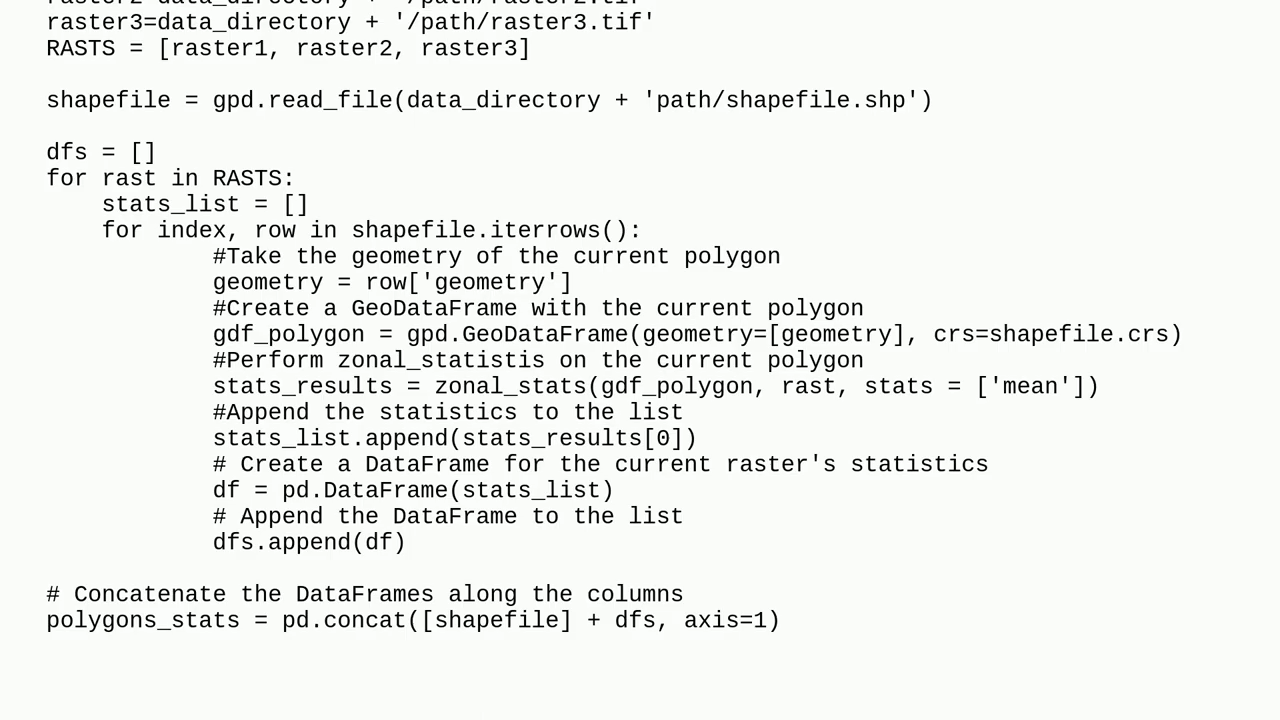 raster2=data_directory + '/path/raster2.tif'
raster3=data_directory + '/path/raster3.tif'
RASTS = [raster1, raster2, raster3]
shapefile = gpd.read_file(data_directory + 'path/shapefile.shp')
dfs = []
for rast in RASTS:
stats_list = []
for index, row in shapefile.iterrows():
#Take the geometry of the current polygon
geometry = row['geometry']
#Create a GeoDataFrame with the current polygon
gdf_polygon = gpd.GeoDataFrame(geometry=[geometry], crs=shapefile.crs)
#Perform zonal_statistis on the current polygon
stats_results = zonal_stats(gdf_polygon, rast, stats = ['mean'])
#Append the statistics to the list
stats_list.append(stats_results[0])
# Create a DataFrame for the current raster's statistics
df = pd.DataFrame(stats_list)
# Append the DataFrame to the list
dfs.append(df)
# Concatenate the DataFrames along the columns
polygons_stats = pd.concat([shapefile] + dfs, axis=1)